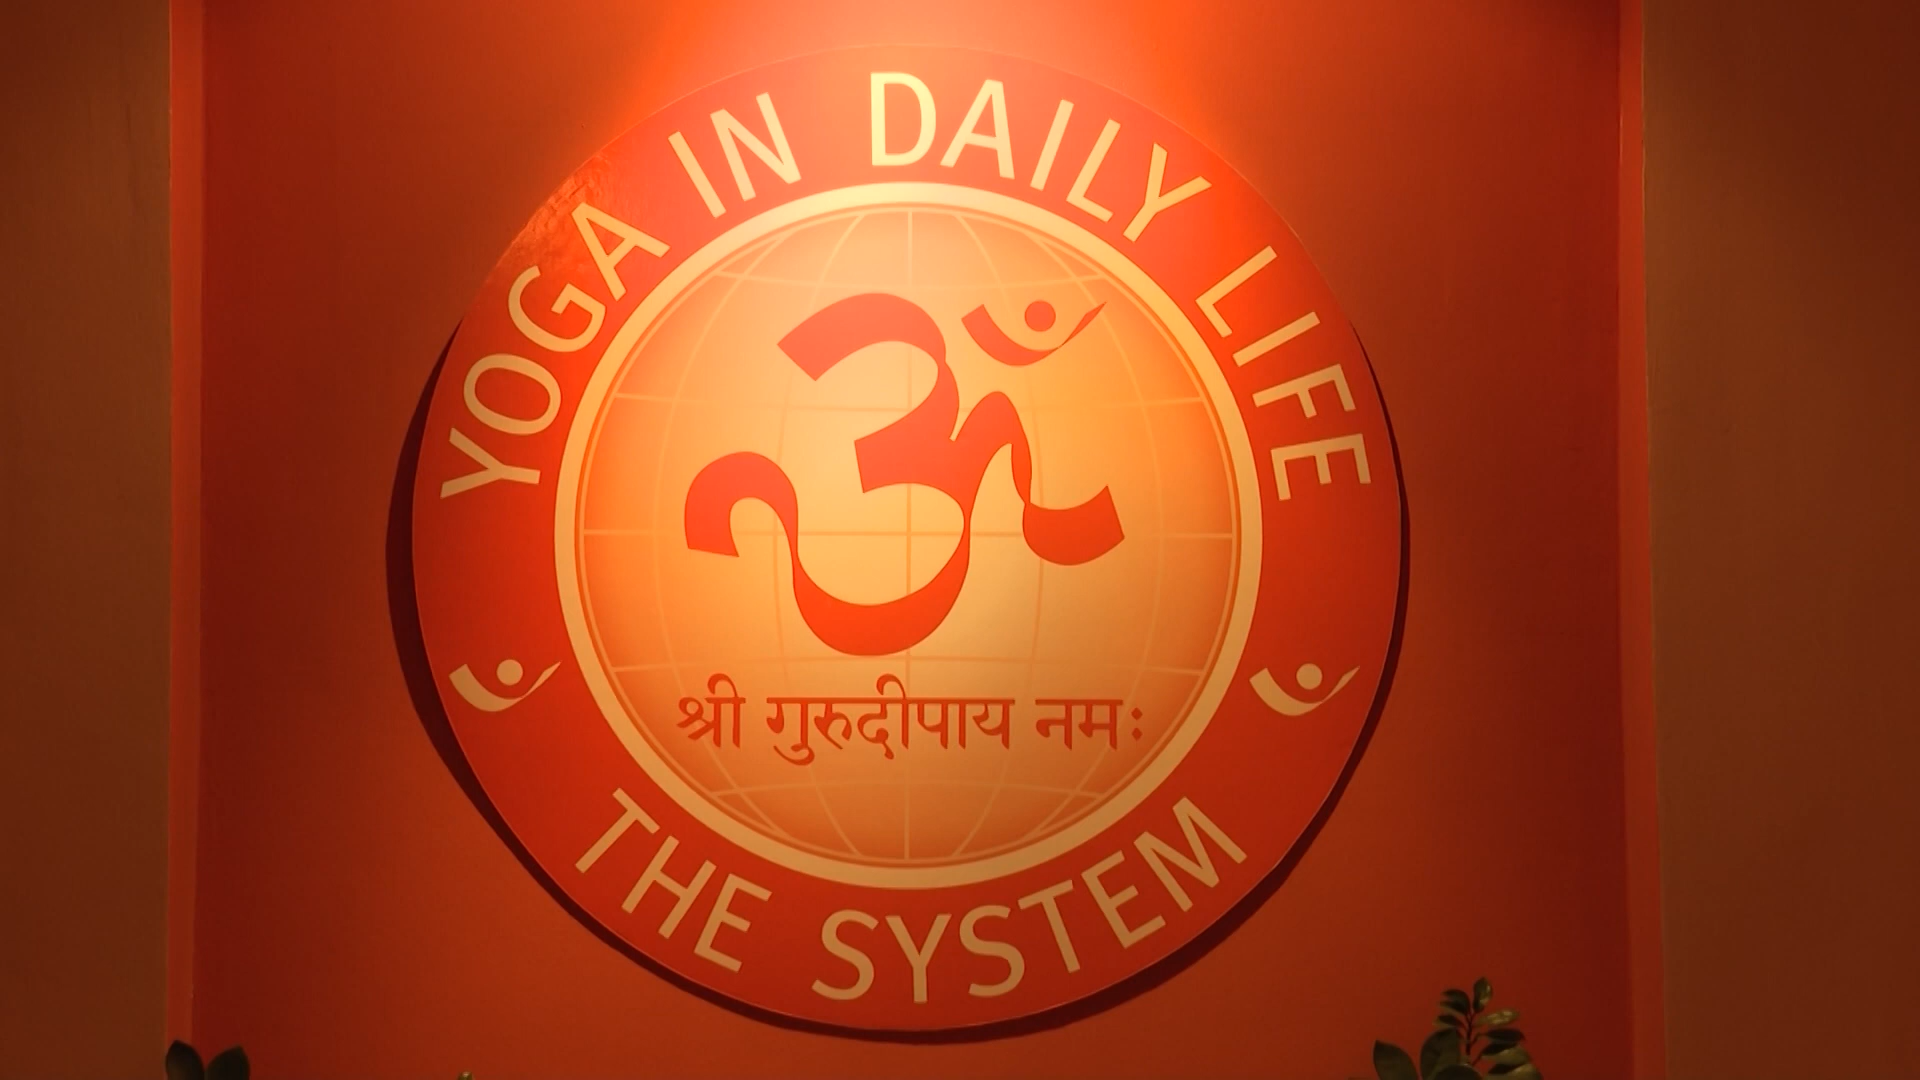 YOGA IN DAILY LIFE
ॐ
श्री गुरुदीपाय नमः
THE SYSTEM